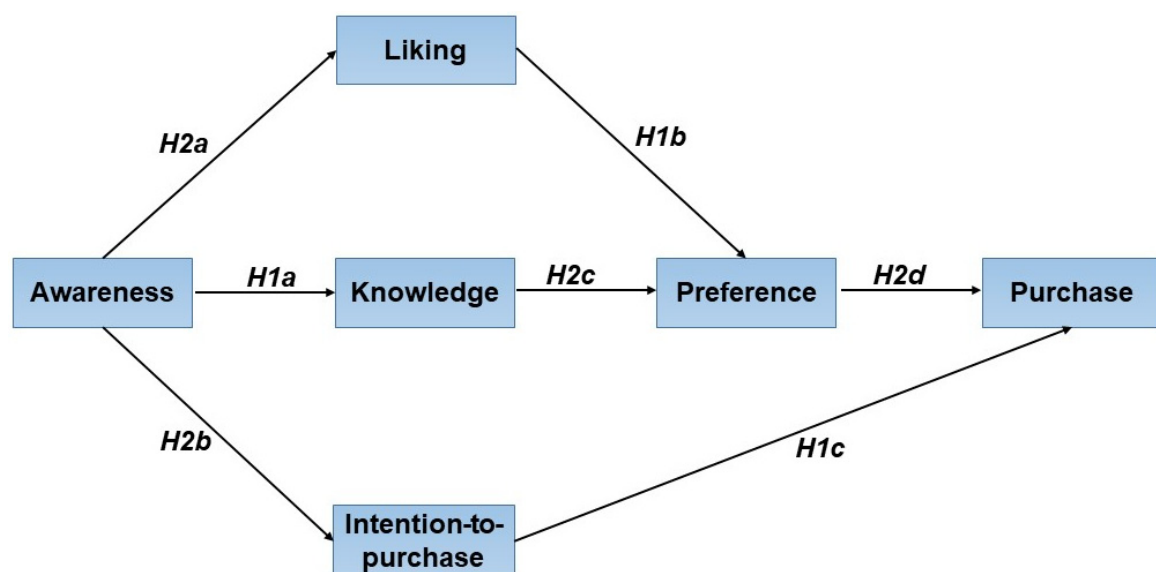 Liking
H2a
H1b
Awareness
H1a
Knowledge
H2c
Preference
H2d
Purchase
H2b
H1c
Intention-to-
purchase